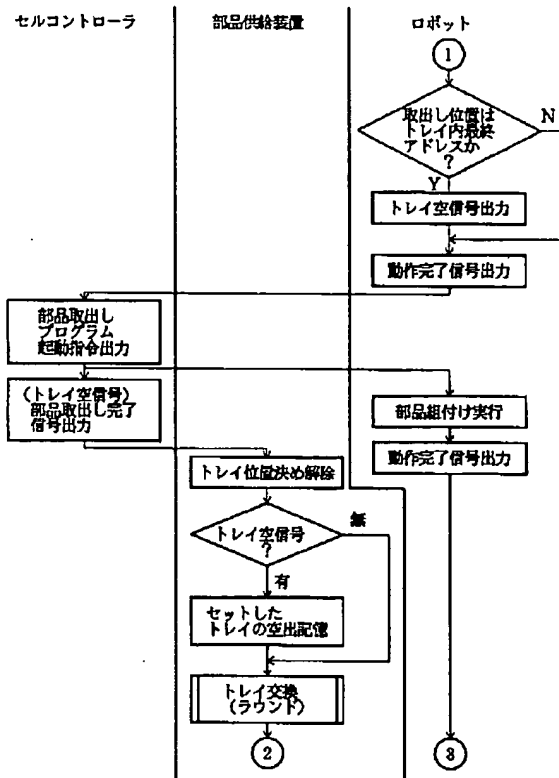 セルコントローラ
部品供給装置
ロボット
1
取出し位置は
トレイ内最終
アドレスか
?
N
Y
トレイ空信号出力
動作完了信号出力
部品取出し
プログラム
起動指令出力
(トレイ空信号)
部品取出し完了
信号出力
部品組付け実行
動作完了信号出力
トレイ位置決め解除
トレイ空信号
?
無
有
セットした
トレイの空出記憶
トレイ交換
(ラウンド)
2
3